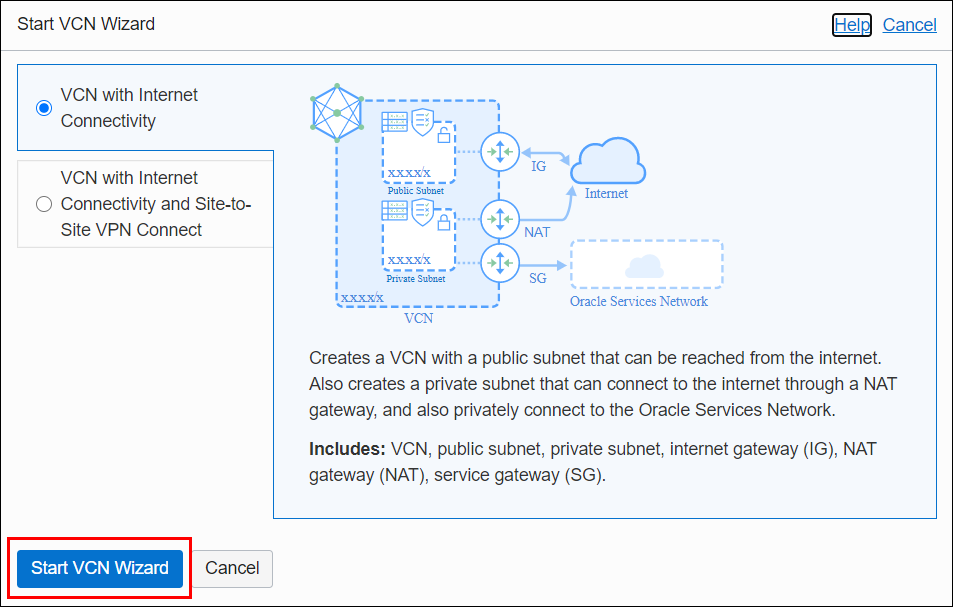 Start VCN Wizard
Help Cancel
VCN with Internet
Connectivity
VCN with Internet
Connectivity and Site-to-
Site VPN Connect
xxxx/x
Public Subnet
xxxx/x
Private Subnet
xxxx/x
VCN
IG
Internet
NAT
SG
Oracle Services Network
Creates a VCN with a public subnet that can be reached from the internet.
Also creates a private subnet that can connect to the internet through a NAT
gateway, and also privately connect to the Oracle Services Network.
Includes: VCN, public subnet, private subnet, internet gateway (IG), NAT
gateway (NAT), service gateway (SG).
Start VCN Wizard
Cancel